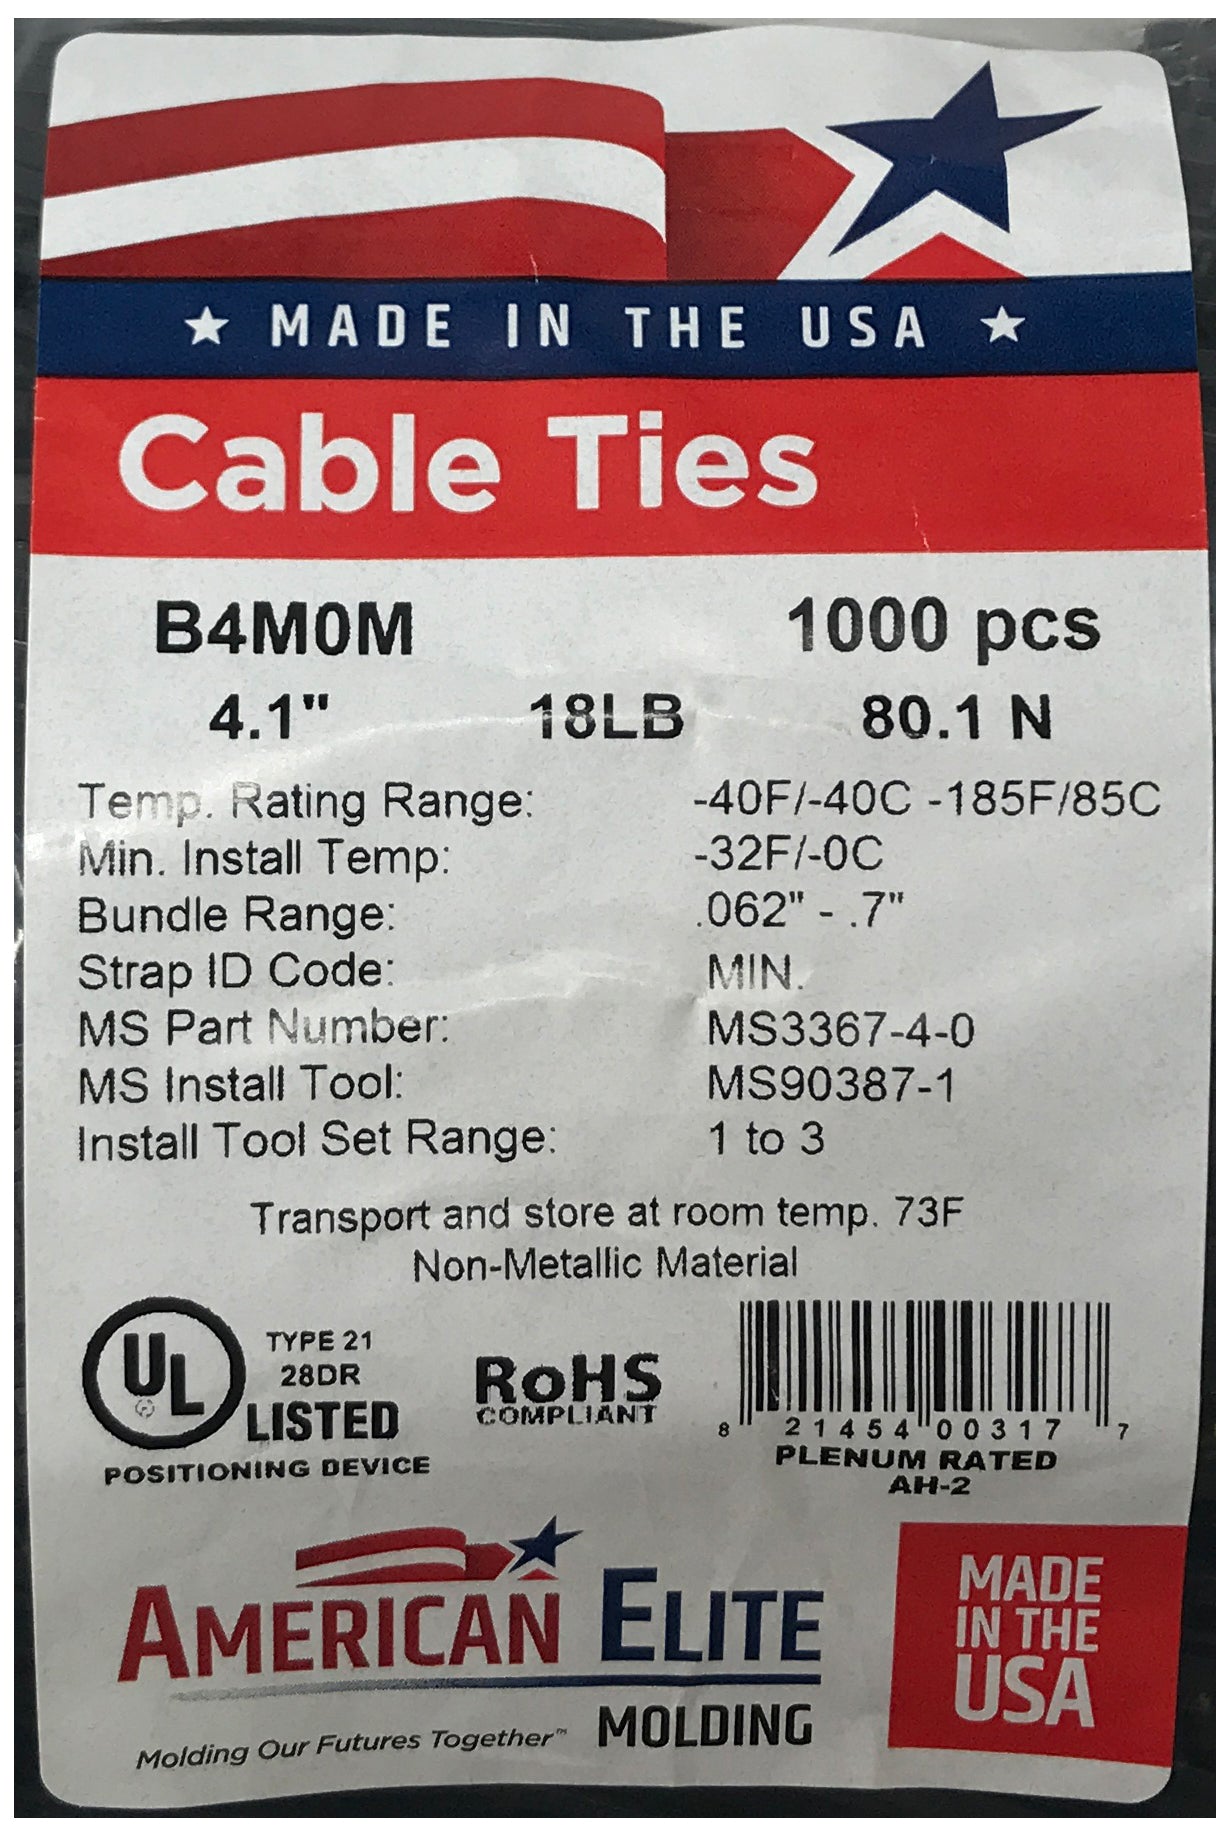 ★ MADE IN THE USA ★
Cable Ties
B4M0M 1000 pcs
4.1" 18LB 80.1 N
Temp. Rating Range: -40F/-40C -185F/85C
Min. Install Temp: -32F/-0C
Bundle Range: .062" - .7"
Strap ID Code: MIN.
MS Part Number: MS3367-4-0
MS Install Tool: MS90387-1
Install Tool Set Range: 1 to 3
Transport and store at room temp. 73F
Non-Metallic Material
UL
TYPE 21
28DR
LISTED
POSITIONING DEVICE
RoHS
COMPLIANT
8 21454 00317 7
PLENUM RATED
AH-2
AMERICAN ELITE
MOLDING
Molding Our Futures Together™
MADE
IN THE
USA